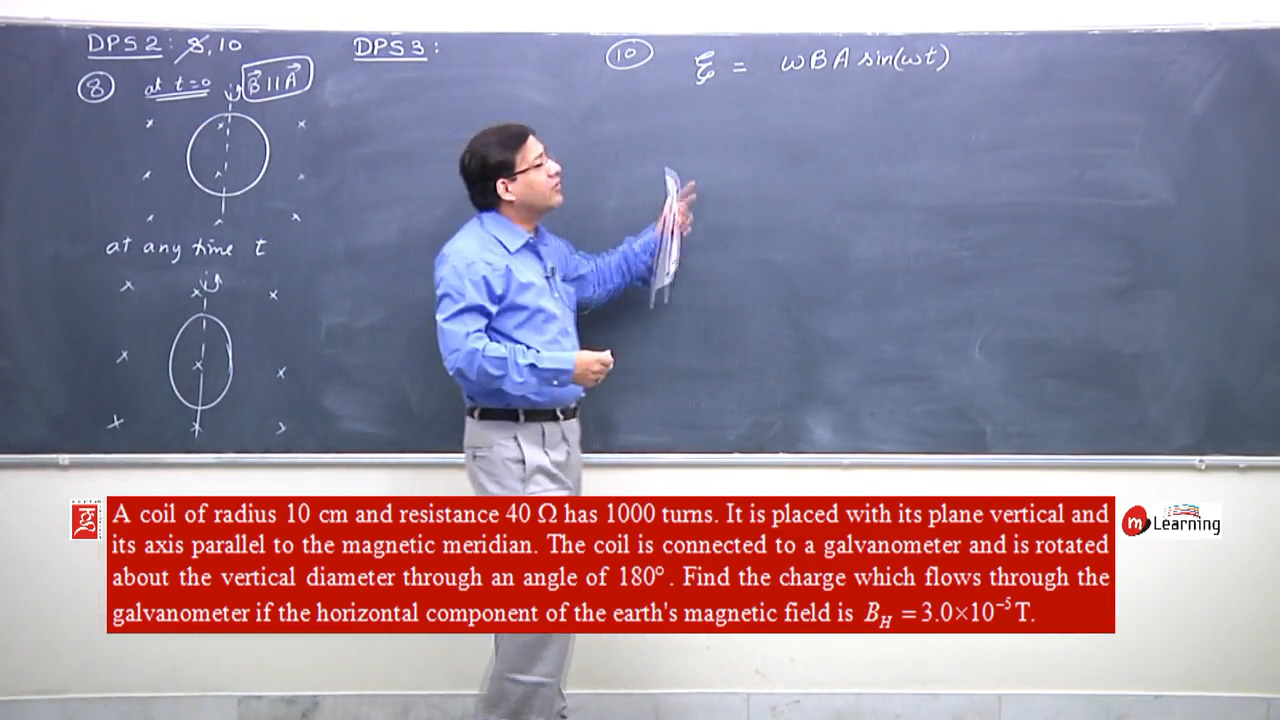 DPS 2 : 8, 10
DPS 3 :
10
ξ = ωBA sin(ωt)
8
at t=0
B⃗ || A⃗
at any time t
A coil of radius 10 cm and resistance 40 Ω has 1000 turns. It is placed with its plane vertical and
its axis parallel to the magnetic meridian. The coil is connected to a galvanometer and is rotated
about the vertical diameter through an angle of 180°. Find the charge which flows through the
galvanometer if the horizontal component of the earth's magnetic field is B_H = 3.0×10⁻⁵ T.
m Learning